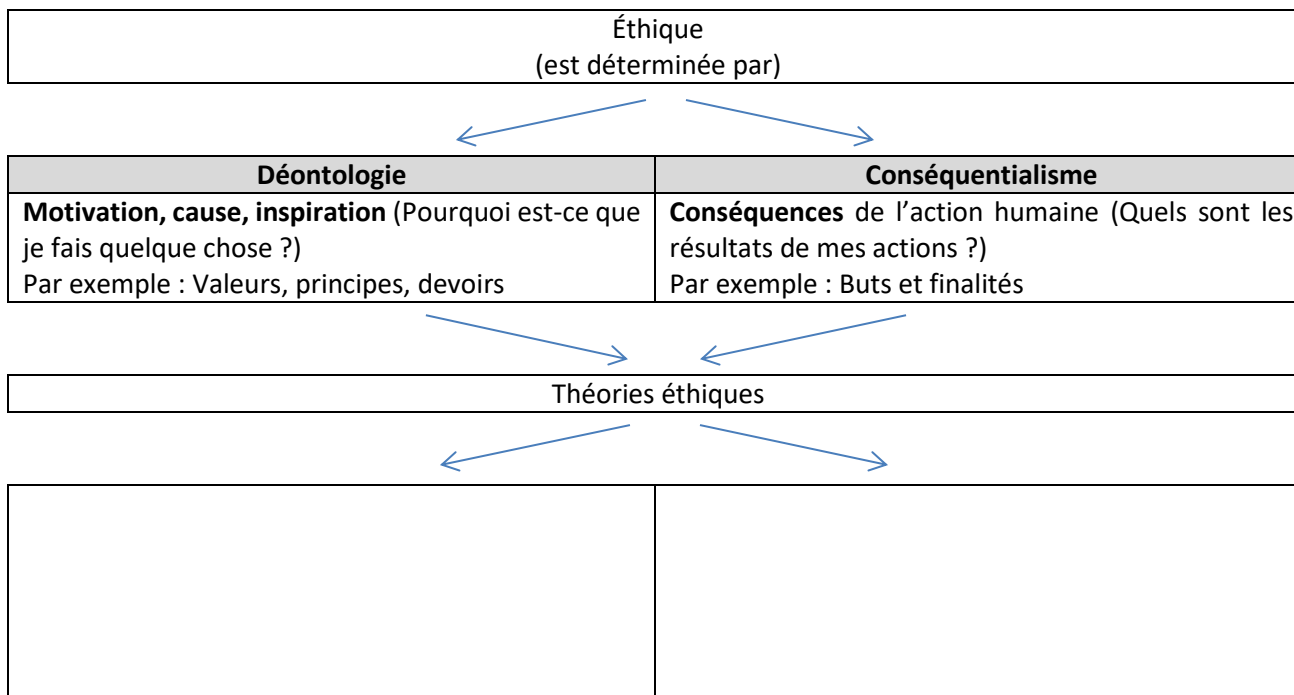 Éthique
(est déterminée par)
Déontologie
Conséquentialisme
Motivation, cause, inspiration (Pourquoi est-ce que
je fais quelque chose ?)
Par exemple : Valeurs, principes, devoirs
Conséquences de l’action humaine (Quels sont les
résultats de mes actions ?)
Par exemple : Buts et finalités
Théories éthiques